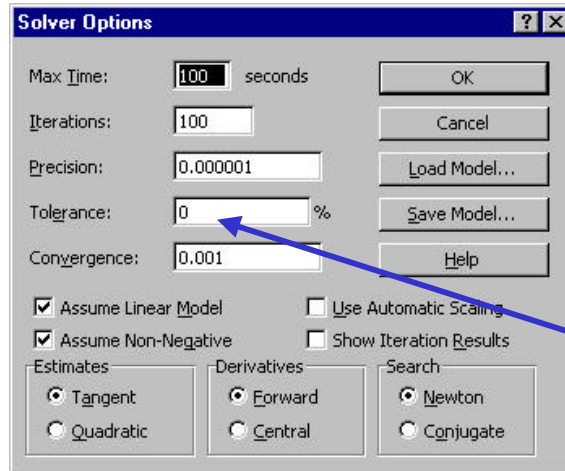 Solver Options
Max Time: 100 seconds OK
Iterations: 100 Cancel
Precision: 0.000001 Load Model...
Tolerance: 0 % Save Model...
Convergence: 0.001 Help
Assume Linear Model Use Automatic Scaling
Assume Non-Negative Show Iteration Results
Estimates Derivatives Search
Tangent Forward Newton
Quadratic Central Conjugate